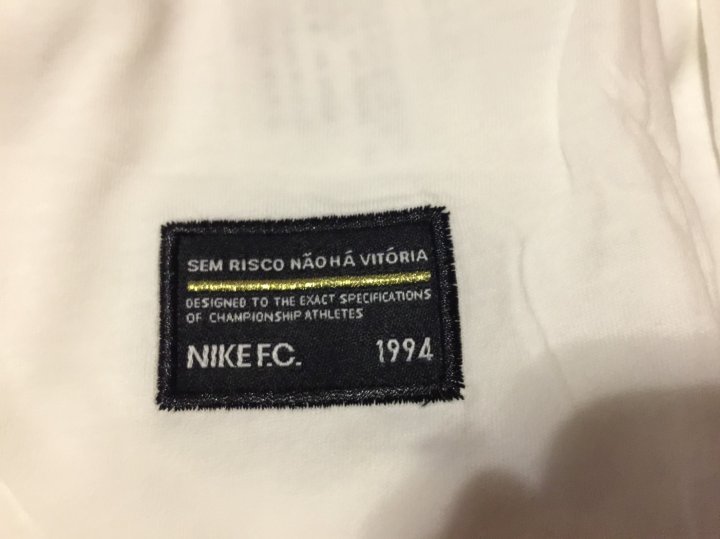 SEM RISCO NÃO HÁ VITÓRIA
DESIGNED TO THE EXACT SPECIFICATIONS
OF CHAMPIONSHIP ATHLETES
NIKE F.C. 1994